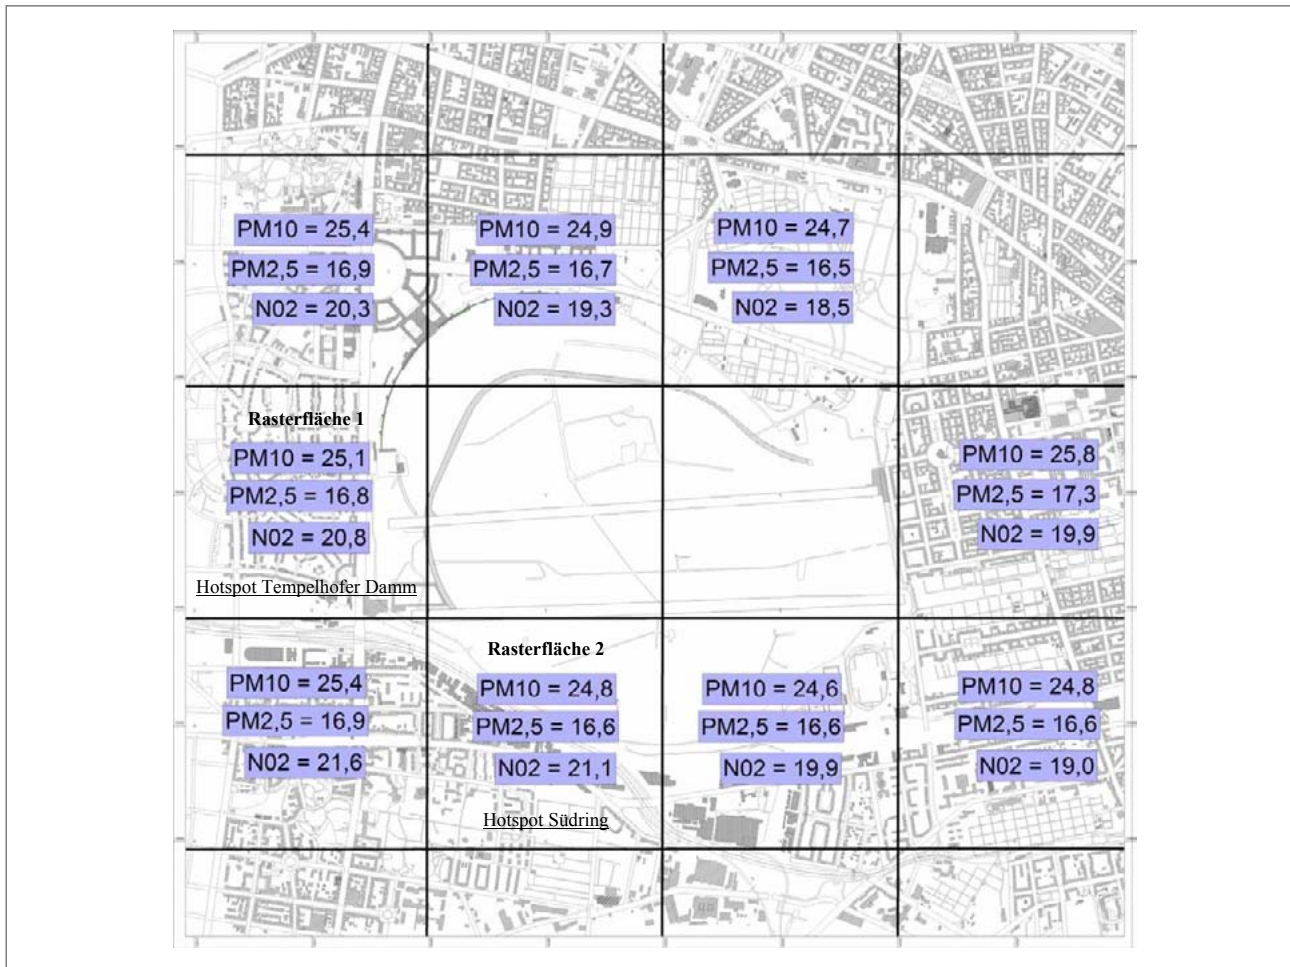 PM10 = 25,4
PM2,5 = 16,9
N02 = 20,3
PM10 = 24,9
PM2,5 = 16,7
N02 = 19,3
PM10 = 24,7
PM2,5 = 16,5
N02 = 18,5
Rasterfläche 1
PM10 = 25,1
PM2,5 = 16,8
N02 = 20,8
Hotspot Tempelhofer Damm
PM10 = 25,8
PM2,5 = 17,3
N02 = 19,9
PM10 = 25,4
PM2,5 = 16,9
N02 = 21,6
Rasterfläche 2
PM10 = 24,8
PM2,5 = 16,6
N02 = 21,1
Hotspot Südring
PM10 = 24,6
PM2,5 = 16,6
N02 = 19,9
PM10 = 24,8
PM2,5 = 16,6
N02 = 19,0